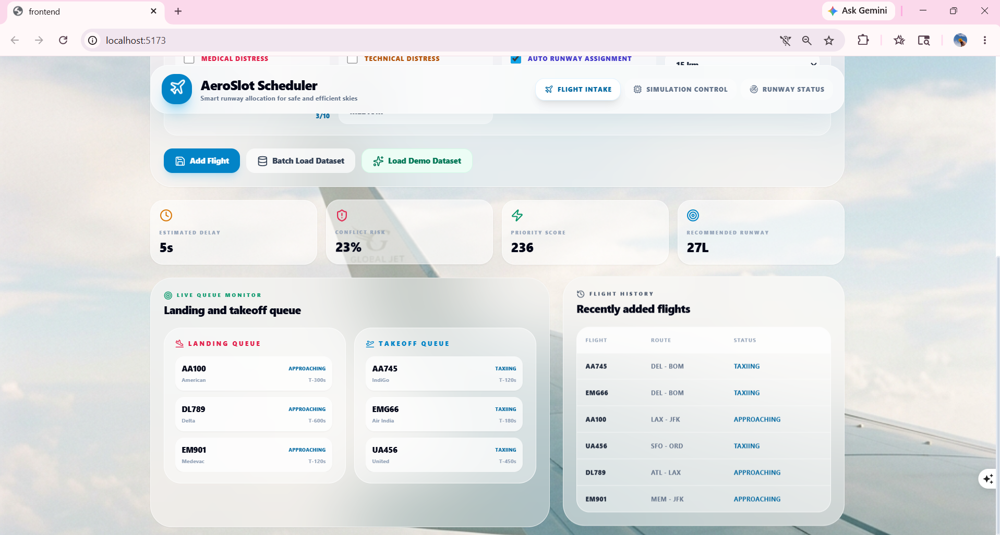 frontend
Ask Gemini
localhost:5173
MEDICAL DISTRESS
TECHNICAL DISTRESS
AUTO RUNWAY ASSIGNMENT
15 km
AeroSlot Scheduler
Smart runway allocation for safe and efficient skies
FLIGHT INTAKE
SIMULATION CONTROL
RUNWAY STATUS
3/10
Add Flight
Batch Load Dataset
Load Demo Dataset
ESTIMATED DELAY
5s
CONFLICT RISK
23%
G
GLOBAL JET
PRIORITY SCORE
236
RECOMMENDED RUNWAY
27L
LIVE QUEUE MONITOR
Landing and takeoff queue
LANDING QUEUE
AA100 APPROACHING
American T-300s
DL789 APPROACHING
Delta T-600s
EM901 APPROACHING
Medevac T-120s
TAKEOFF QUEUE
AA745 TAXIING
IndiGo T-120s
EMG66 TAXIING
Air India T-180s
UA456 TAXIING
United T-450s
FLIGHT HISTORY
Recently added flights
FLIGHT ROUTE STATUS
AA745 DEL - BOM TAXIING
EMG66 DEL - BOM TAXIING
AA100 LAX - JFK APPROACHING
UA456 SFO - ORD TAXIING
DL789 ATL - LAX APPROACHING
EM901 MEM - JFK APPROACHING